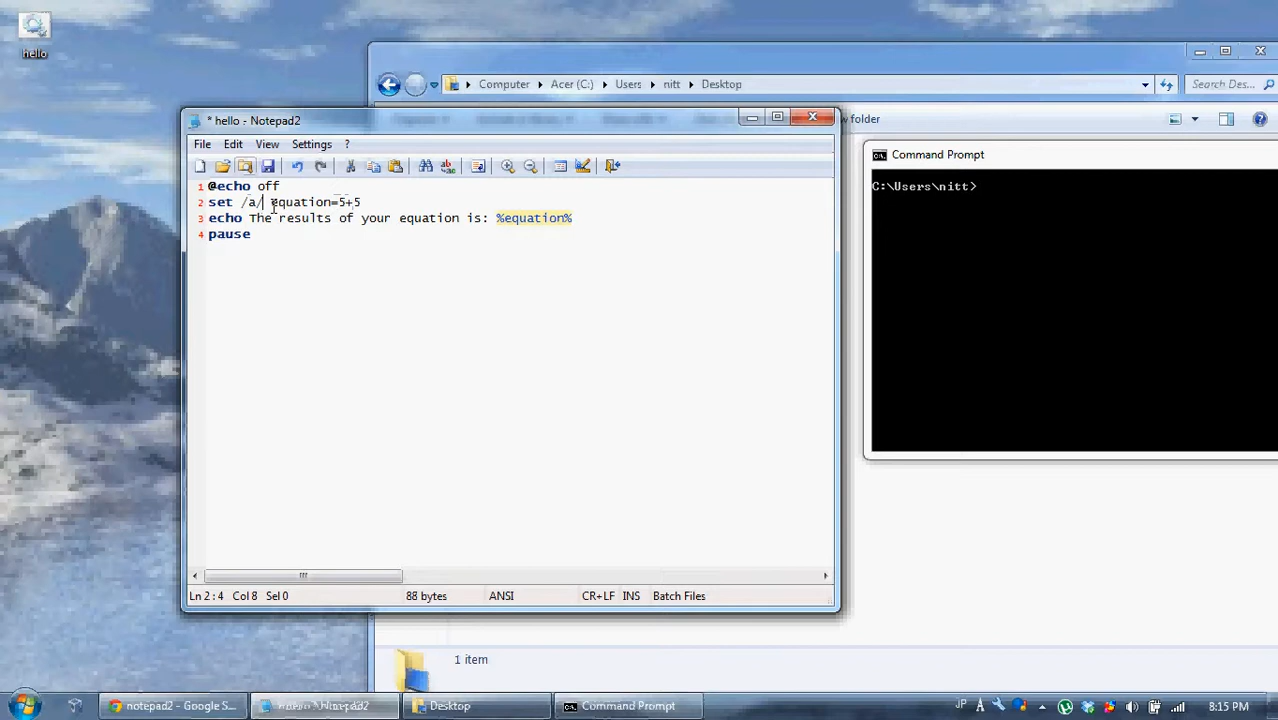 hello
Computer Acer (C:) Users nitt Desktop
Search Des...
* hello - Notepad2
File Edit View Settings ?
w folder
Command Prompt
C:\Users\nitt>
1 @echo off
2 set /a/ equation=5+5
3 echo The results of your equation is: %equation%
4 pause
Ln 2 : 4 Col 8 Sel 0 88 bytes ANSI CR+LF INS Batch Files
1 item
notepad2 - Google S...
Desktop
Command Prompt
JP
8:15 PM